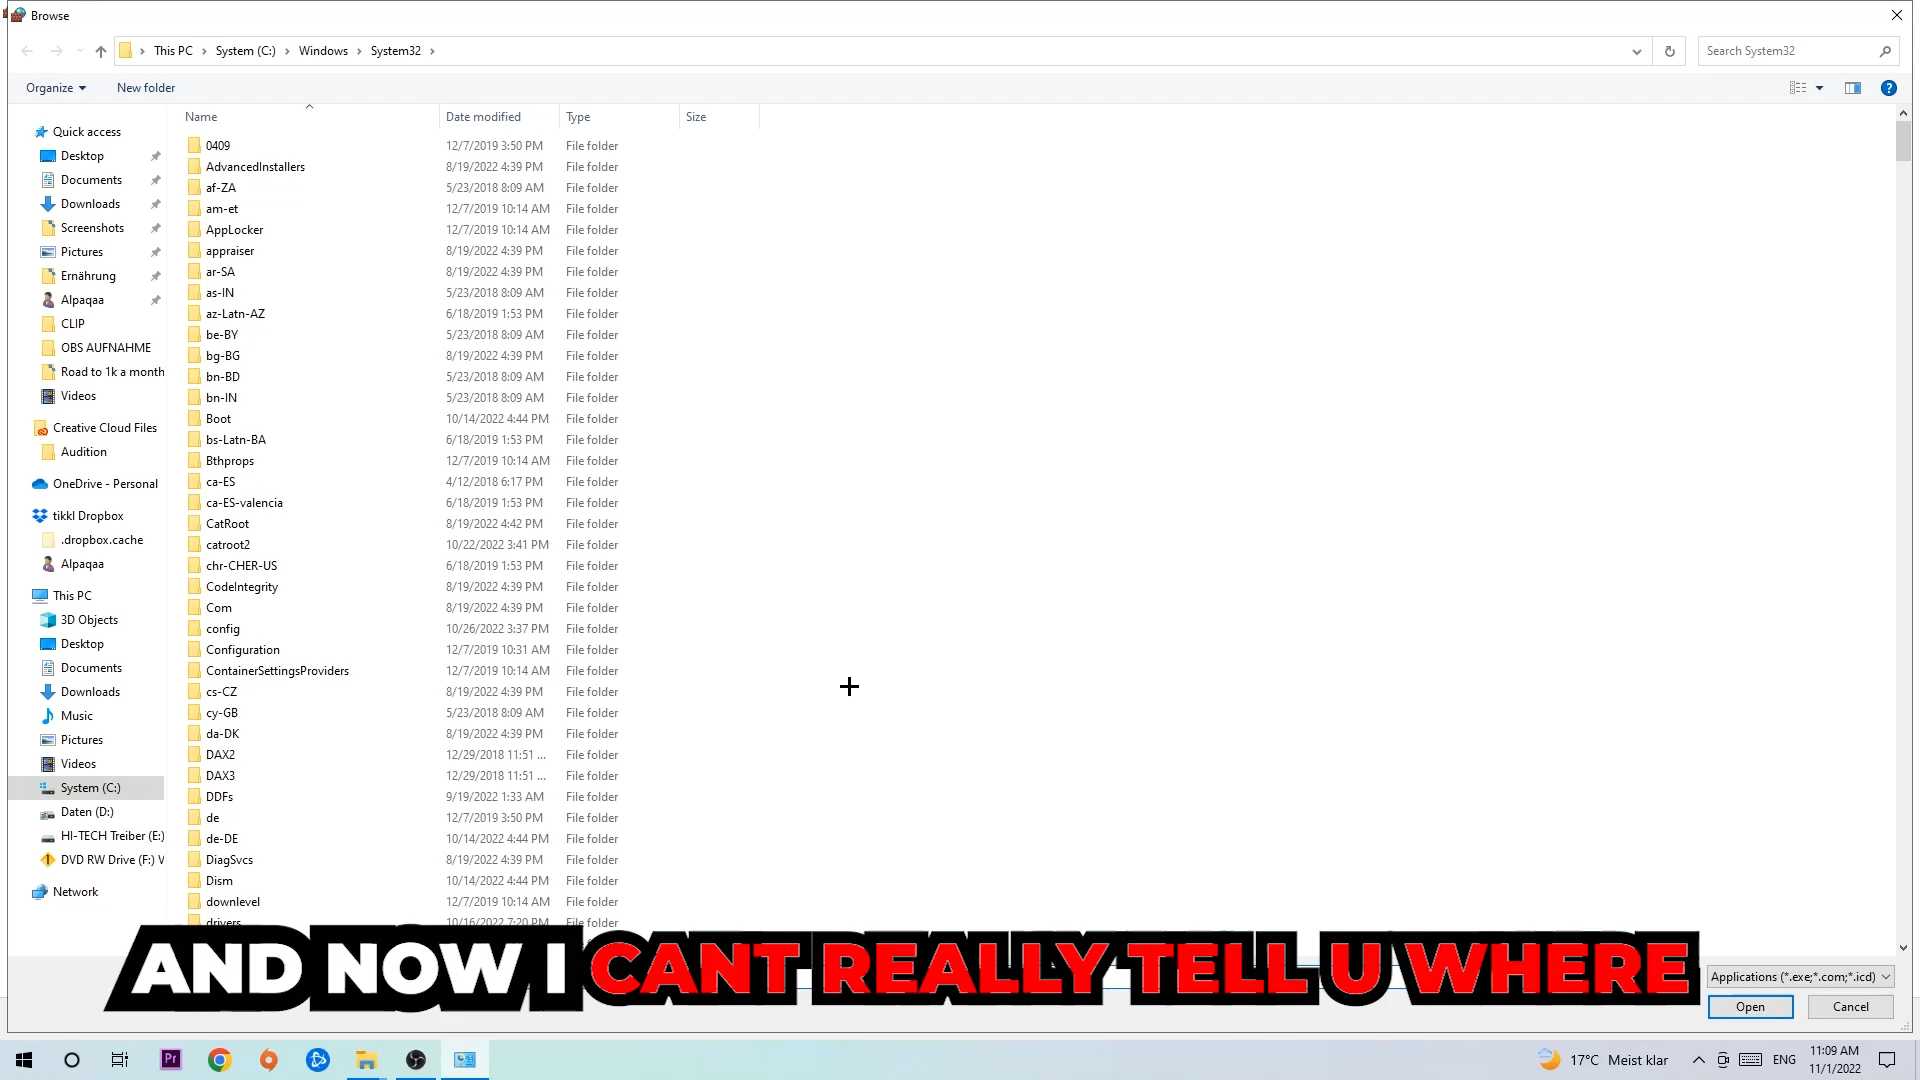 Browse
This PC > System (C:) > Windows > System32 >
Search System32
Organize
New folder
Name
Date modified
Type
Size
Quick access
Desktop
Documents
Downloads
Screenshots
Pictures
Ernährung
Alpaqaa
CLIP
OBS AUFNAHME
Road to 1k a month
Videos
Creative Cloud Files
Audition
OneDrive - Personal
tikkl Dropbox
.dropbox.cache
Alpaqaa
This PC
3D Objects
Desktop
Documents
Downloads
Music
Pictures
Videos
System (C:)
Daten (D:)
HI-TECH Treiber (E:)
DVD RW Drive (F:) V
Network
0409 12/7/2019 3:50 PM File folder
AdvancedInstallers 8/19/2022 4:39 PM File folder
af-ZA 5/23/2018 8:09 AM File folder
am-et 12/7/2019 10:14 AM File folder
AppLocker 12/7/2019 10:14 AM File folder
appraiser 8/19/2022 4:39 PM File folder
ar-SA 8/19/2022 4:39 PM File folder
as-IN 5/23/2018 8:09 AM File folder
az-Latn-AZ 6/18/2019 1:53 PM File folder
be-BY 5/23/2018 8:09 AM File folder
bg-BG 8/19/2022 4:39 PM File folder
bn-BD 5/23/2018 8:09 AM File folder
bn-IN 5/23/2018 8:09 AM File folder
Boot 10/14/2022 4:44 PM File folder
bs-Latn-BA 6/18/2019 1:53 PM File folder
Bthprops 12/7/2019 10:14 AM File folder
ca-ES 4/12/2018 6:17 PM File folder
ca-ES-valencia 6/18/2019 1:53 PM File folder
CatRoot 8/19/2022 4:42 PM File folder
catroot2 10/22/2022 3:41 PM File folder
chr-CHER-US 6/18/2019 1:53 PM File folder
CodeIntegrity 8/19/2022 4:39 PM File folder
Com 8/19/2022 4:39 PM File folder
config 10/26/2022 3:37 PM File folder
Configuration 12/7/2019 10:31 AM File folder
ContainerSettingsProviders 12/7/2019 10:14 AM File folder
cs-CZ 8/19/2022 4:39 PM File folder
cy-GB 5/23/2018 8:09 AM File folder
da-DK 8/19/2022 4:39 PM File folder
DAX2 12/29/2018 11:51 ... File folder
DAX3 12/29/2018 11:51 ... File folder
DDFs 9/19/2022 1:33 AM File folder
de 12/7/2019 3:50 PM File folder
de-DE 10/14/2022 4:44 PM File folder
DiagSvcs 8/19/2022 4:39 PM File folder
Dism 10/14/2022 4:44 PM File folder
downlevel 12/7/2019 10:14 AM File folder
drivers 10/16/2022 7:20 PM File folder
AND NOW I CANT REALLY TELL U WHERE
Applications (*.exe;*.com;*.icd)
Open
Cancel
Pr
17°C Meist klar
ENG
11:09 AM
11/1/2022